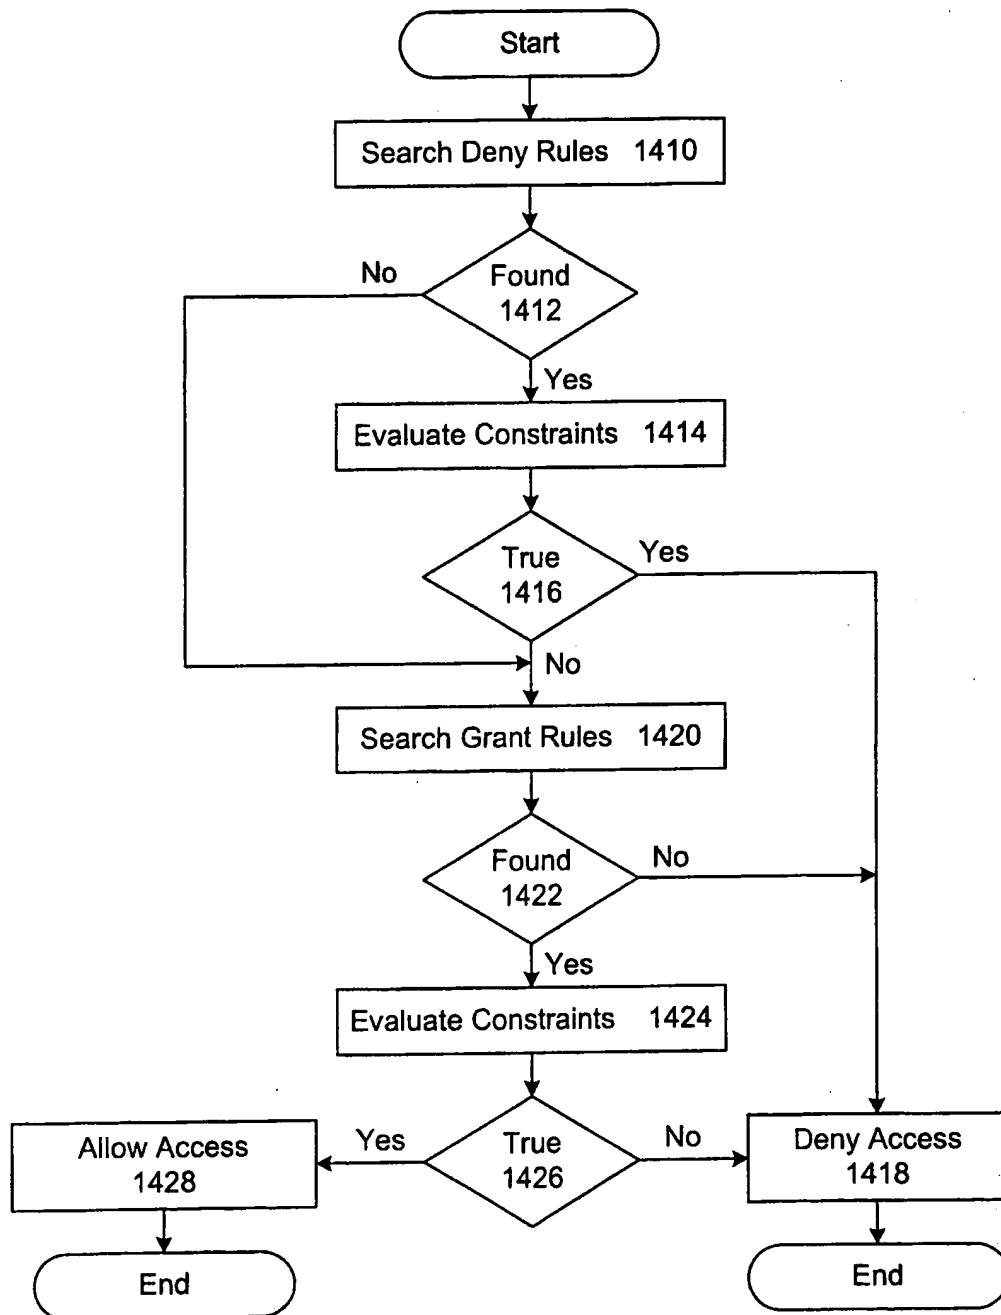 Start
Search Deny Rules 1410
No
Found
1412
Yes
Evaluate Constraints 1414
True
1416
Yes
No
Search Grant Rules 1420
Found
1422
No
Yes
Evaluate Constraints 1424
Allow Access
1428
Yes
True
1426
No
Deny Access
1418
End
End